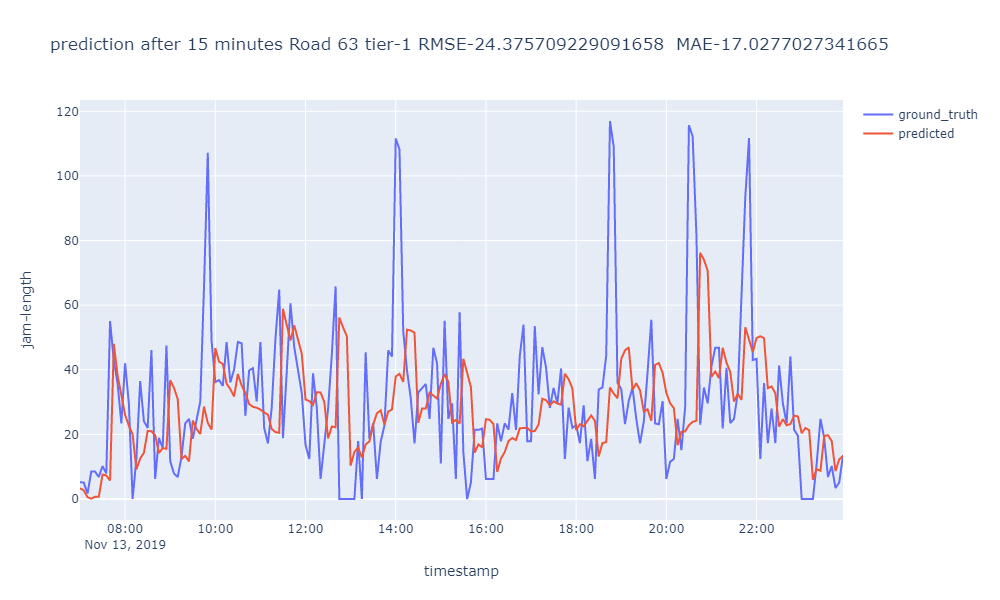 prediction after 15 minutes Road 63 tier-1 RMSE-24.375709229091658  MAE-17.0277027341665
ground_truth
predicted
120
100
80
60
40
20
0
jam-length
08:00 10:00 12:00 14:00 16:00 18:00 20:00 22:00
Nov 13, 2019
timestamp